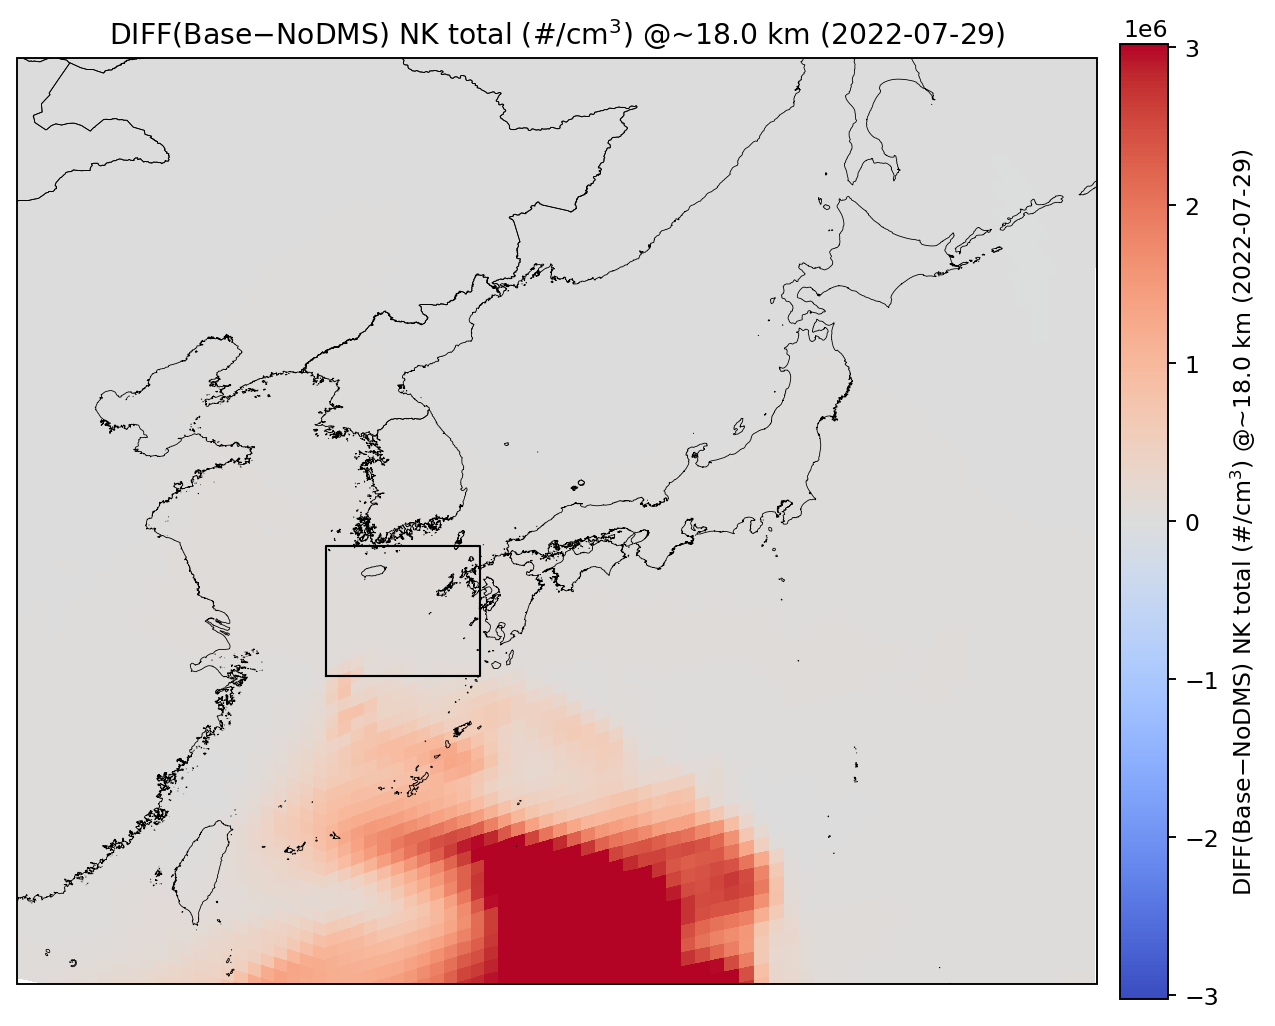 DIFF(Base−NoDMS) NK total (#/cm³) @~18.0 km (2022-07-29)
1e6
3
2
1
0
−1
−2
−3
DIFF(Base−NoDMS) NK total (#/cm³) @~18.0 km (2022-07-29)